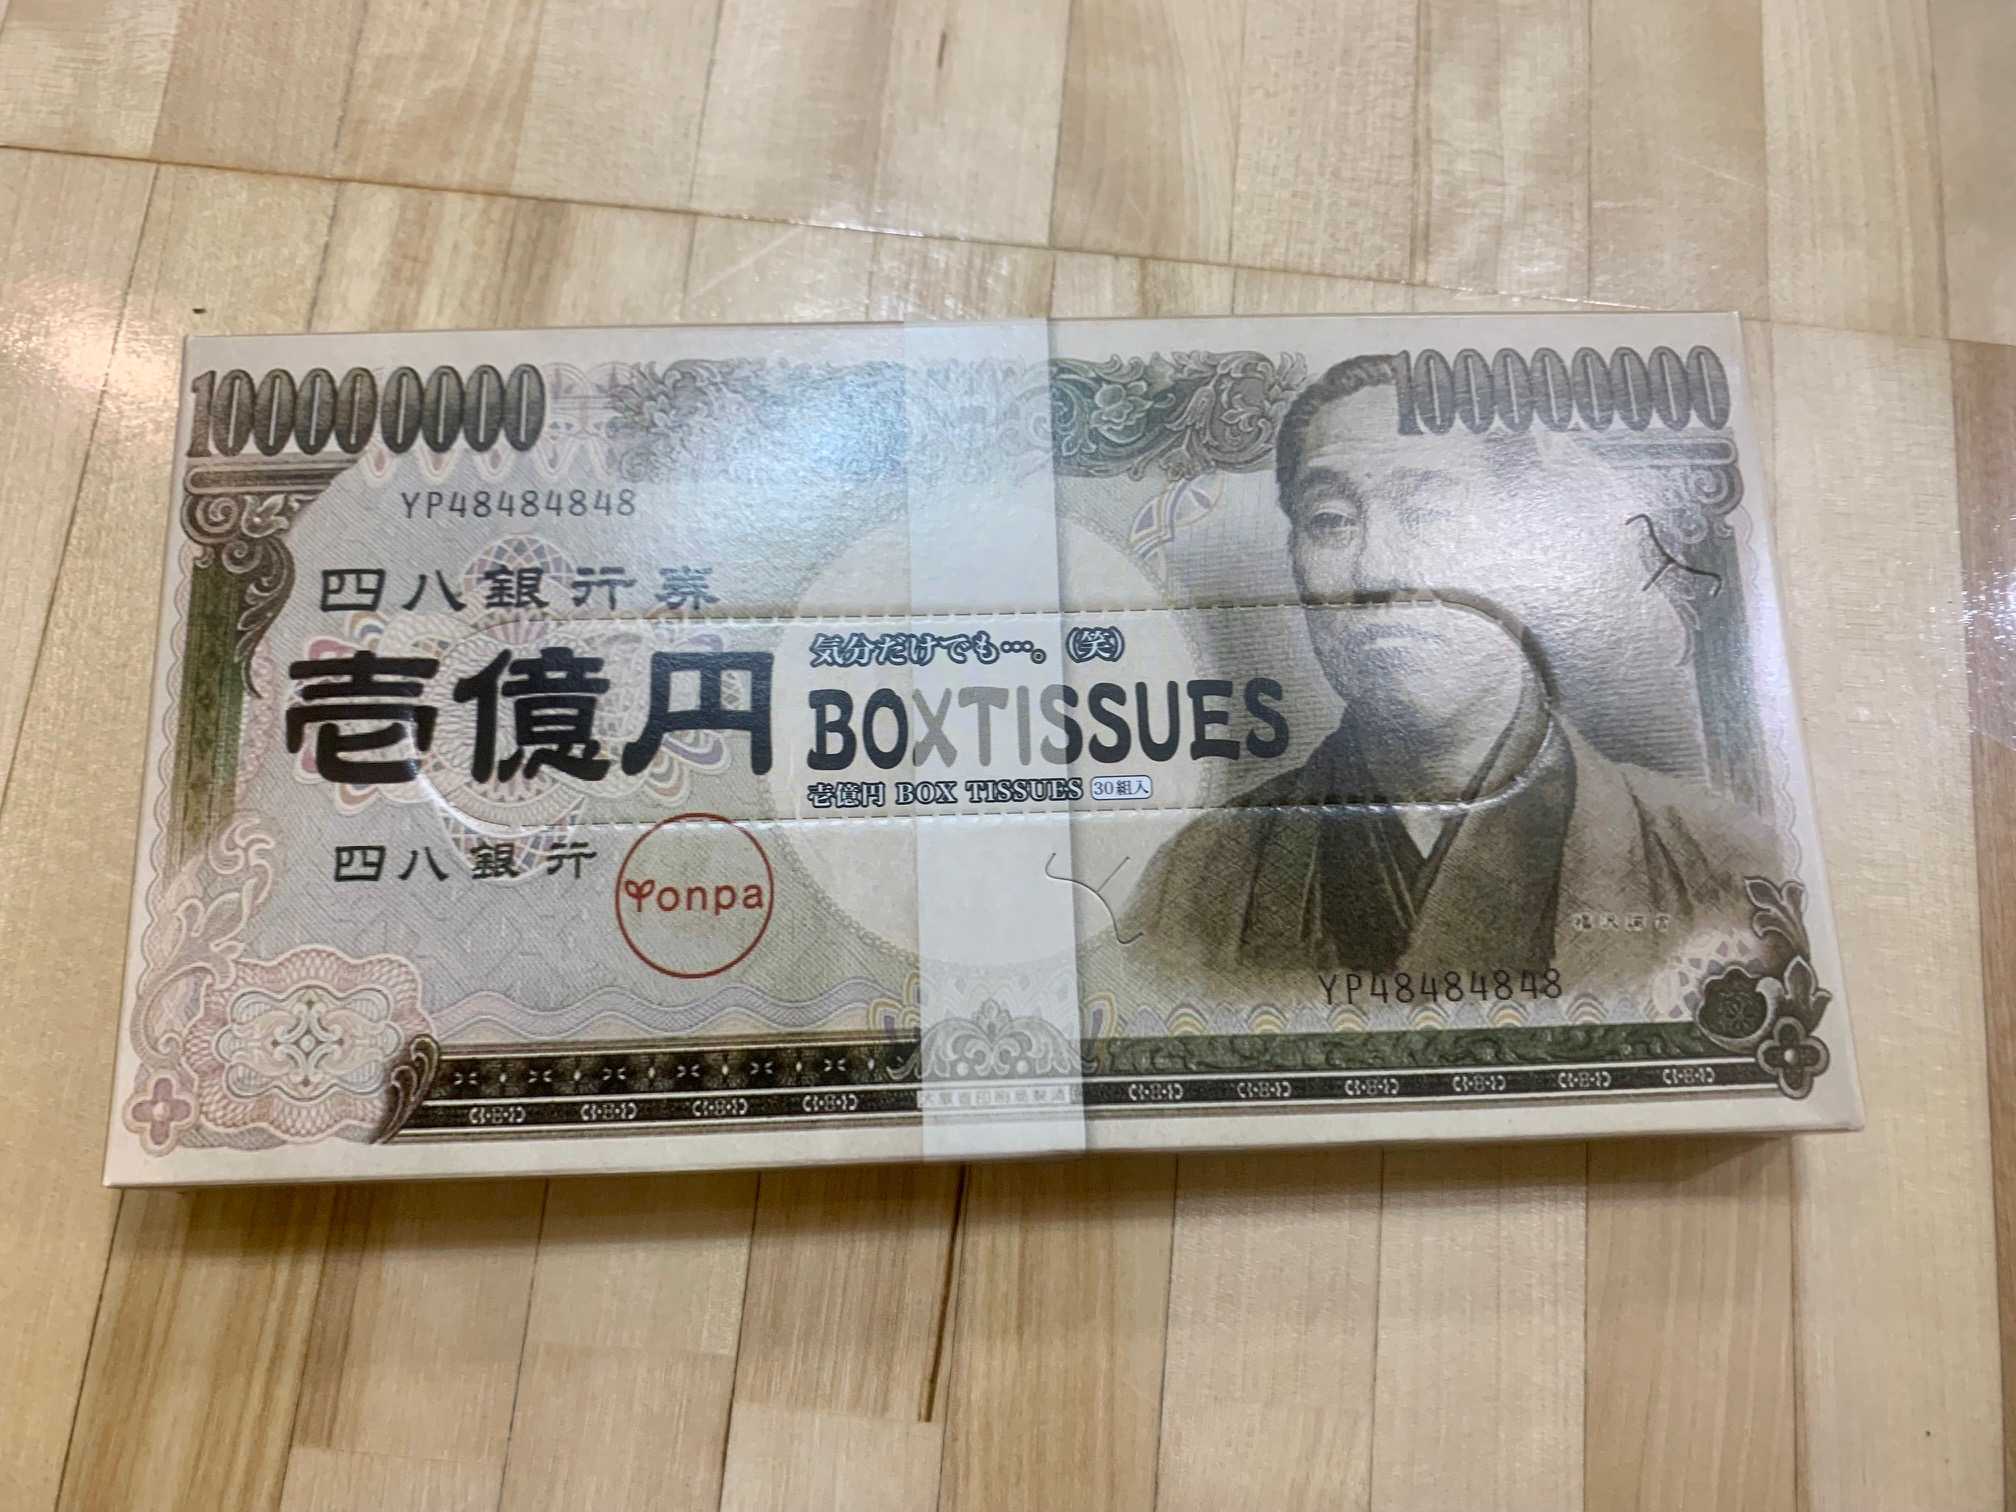 100000000
100000000
YP48484848
四八銀行券
気分だけでも…。(笑)
壱億円
BOXTISSUES
壱億円 BOX TISSUES 30組入
四八銀行
Yonpa
YP48484848